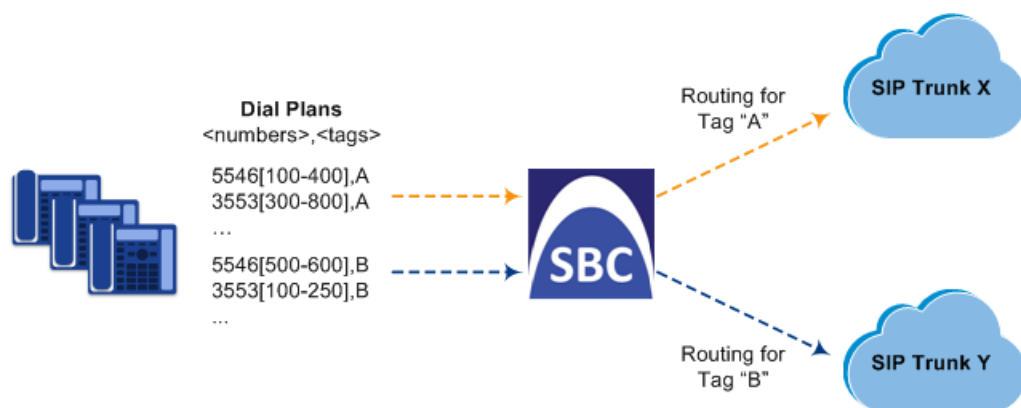 Dial Plans
<numbers>,<tags>
5546[100-400],A
3553[300-800],A
...
5546[500-600],B
3553[100-250],B
...
SBC
Routing for
Tag “A”
SIP Trunk X
Routing for
Tag “B”
SIP Trunk Y